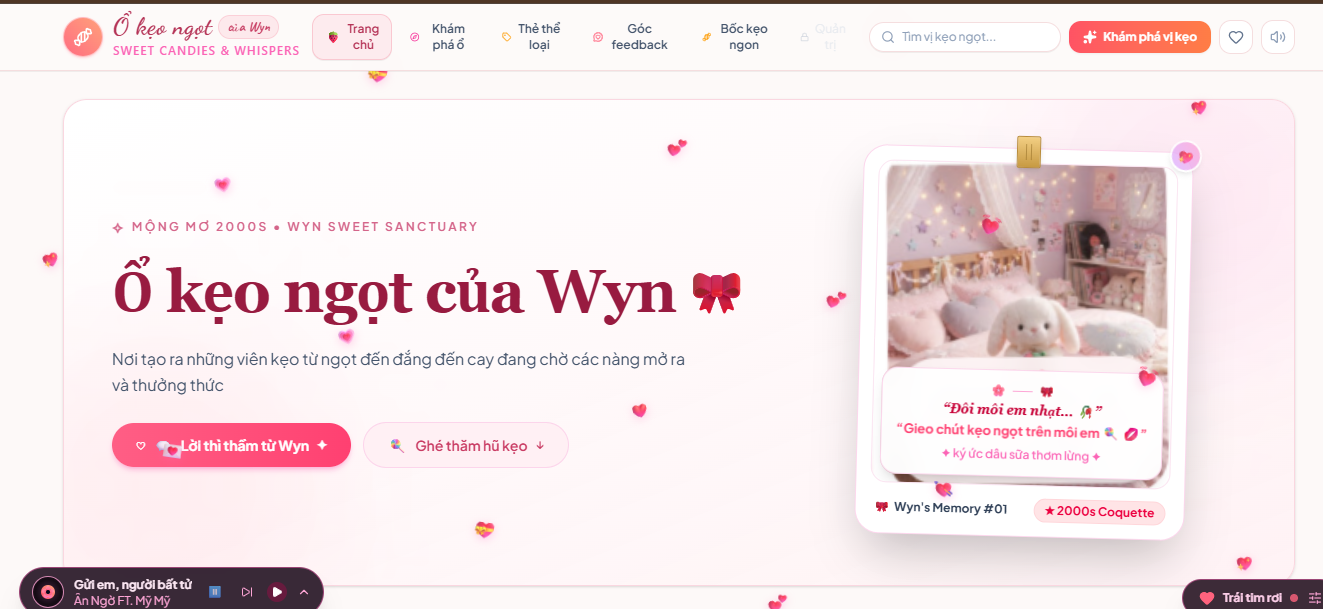 Ổ kẹo ngọt của Wyn
SWEET CANDIES & WHISPERS
Trang
chủ
Khám
phá ổ
Thẻ thể
loại
Góc
feedback
Bốc kẹo
ngon
Quản
trị
Tìm vị kẹo ngọt...
Khám phá vị kẹo
MỘNG MƠ 2000S • WYN SWEET SANCTUARY
Ổ kẹo ngọt của Wyn 🎀
Nơi tạo ra những viên kẹo từ ngọt đến đắng đến cay đang chờ các nàng mở ra
và thưởng thức
♡ 💌 Lời thì thầm từ Wyn ✦
🍭 Ghé thăm hũ kẹo ↓
🌸 — 🎀
“Đôi môi em nhạt... 🥀”
“Gieo chút kẹo ngọt trên môi em 🍭 💋 ”
✦ ký ức dâu sữa thơm lừng ✦
🎀 Wyn's Memory #01
★ 2000s Coquette
Gửi em, người bất tử
Ân Ngờ FT. Mỹ Mỹ
Trái tim rơi